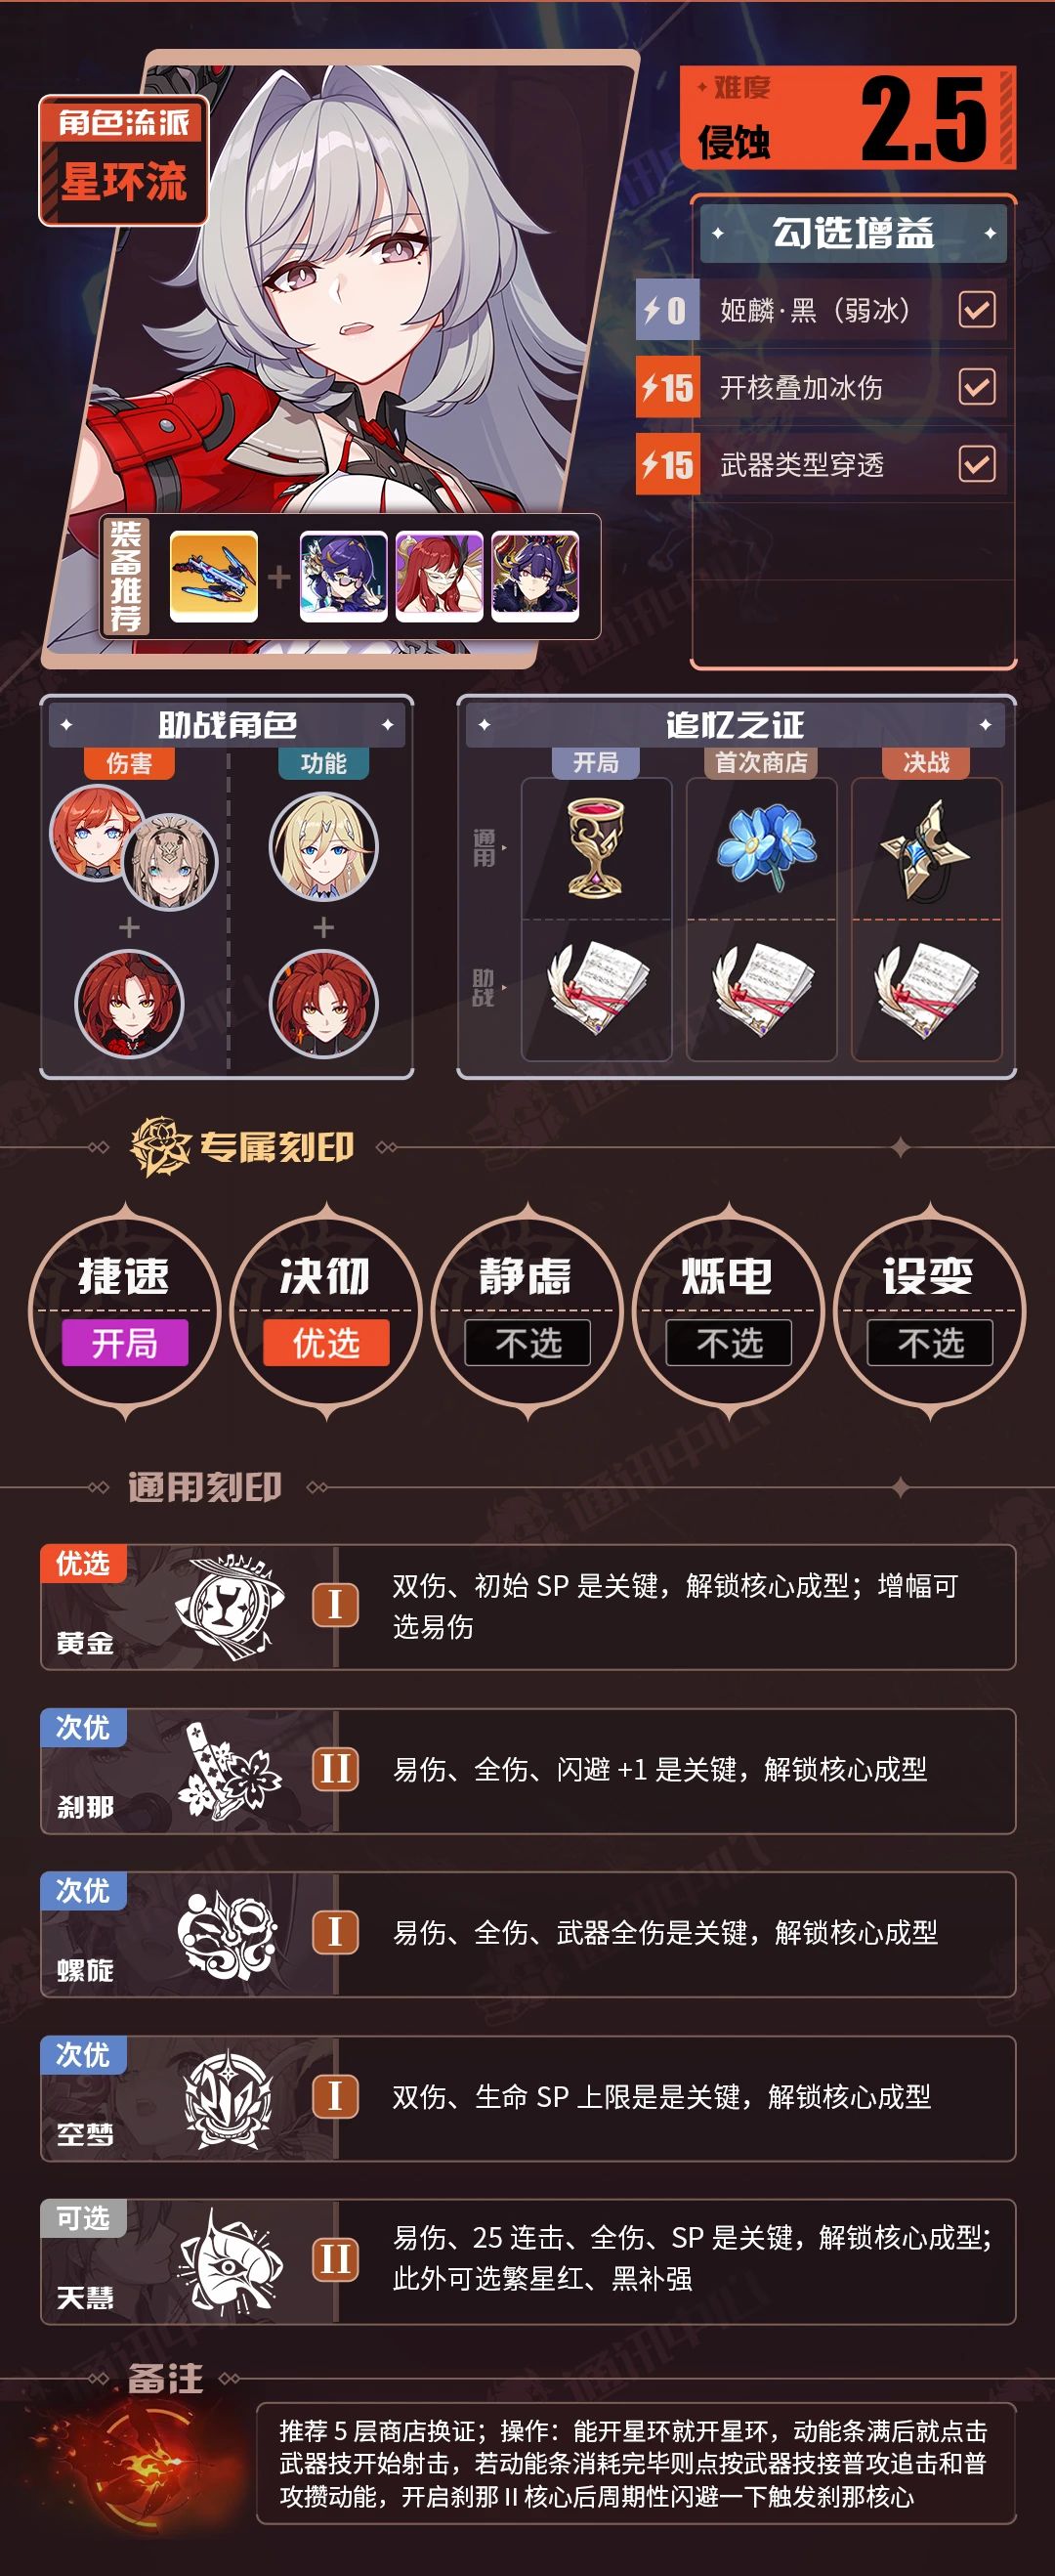 角色流派
星环流
难度
侵蚀
2.5
勾选增益
0 姬麟·黑（弱冰）
15 开核叠加冰伤
15 武器类型穿透
装备推荐
助战角色
伤害 功能
追忆之证
开局 首次商店 决战
通用
助战
专属刻印
捷速 决彻 静虑 烁电 设变
开局 优选 不选 不选 不选
通用刻印
优选
黄金
I
双伤、初始 SP 是关键，解锁核心成型；增幅可
选易伤
次优
刹那
II
易伤、全伤、闪避 +1 是关键，解锁核心成型
次优
螺旋
I
易伤、全伤、武器全伤是关键，解锁核心成型
次优
空梦
I
双伤、生命 SP 上限是是关键，解锁核心成型
可选
天慧
II
易伤、25 连击、全伤、SP 是关键，解锁核心成型；
此外可选繁星红、黑补强
备注
推荐 5 层商店换证；操作：能开星环就开星环，动能条满后就点击
武器技开始射击，若动能条消耗完毕则点按武器技接普攻追击和普
攻攒动能，开启刹那 II 核心后周期性闪避一下触发刹那核心